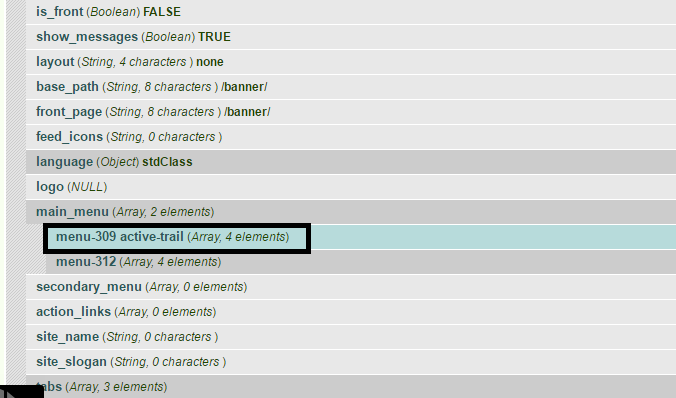 is_front (Boolean) FALSE
show_messages (Boolean) TRUE
layout (String, 4 characters ) none
base_path (String, 8 characters ) /banner/
front_page (String, 8 characters ) /banner/
feed_icons (String, 0 characters )
language (Object) stdClass
logo (NULL)
main_menu (Array, 2 elements)
menu-309 active-trail (Array, 4 elements)
menu-312 (Array, 4 elements)
secondary_menu (Array, 0 elements)
action_links (Array, 0 elements)
site_name (String, 0 characters )
site_slogan (String, 0 characters )
tabs (Array, 3 elements)